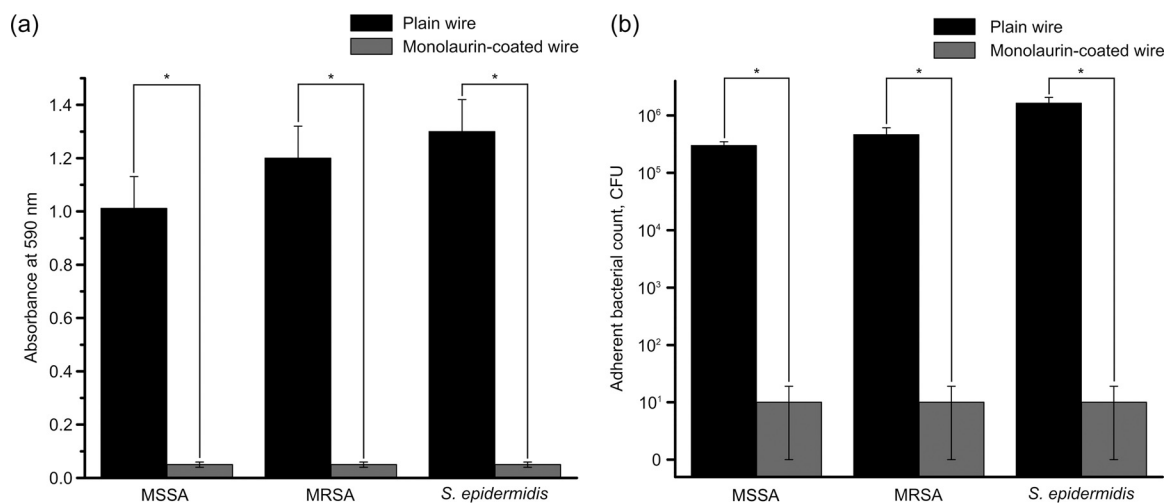 (a)
Plain wire
Monolaurin-coated wire
*
*
*
1.4
1.2
1.0
0.8
0.6
0.4
0.2
0.0
Absorbance at 590 nm
MSSA
MRSA
S. epidermidis
(b)
Plain wire
Monolaurin-coated wire
*
*
*
10⁶
10⁵
10⁴
10³
10²
10¹
0
Adherent bacterial count, CFU
MSSA
MRSA
S. epidermidis